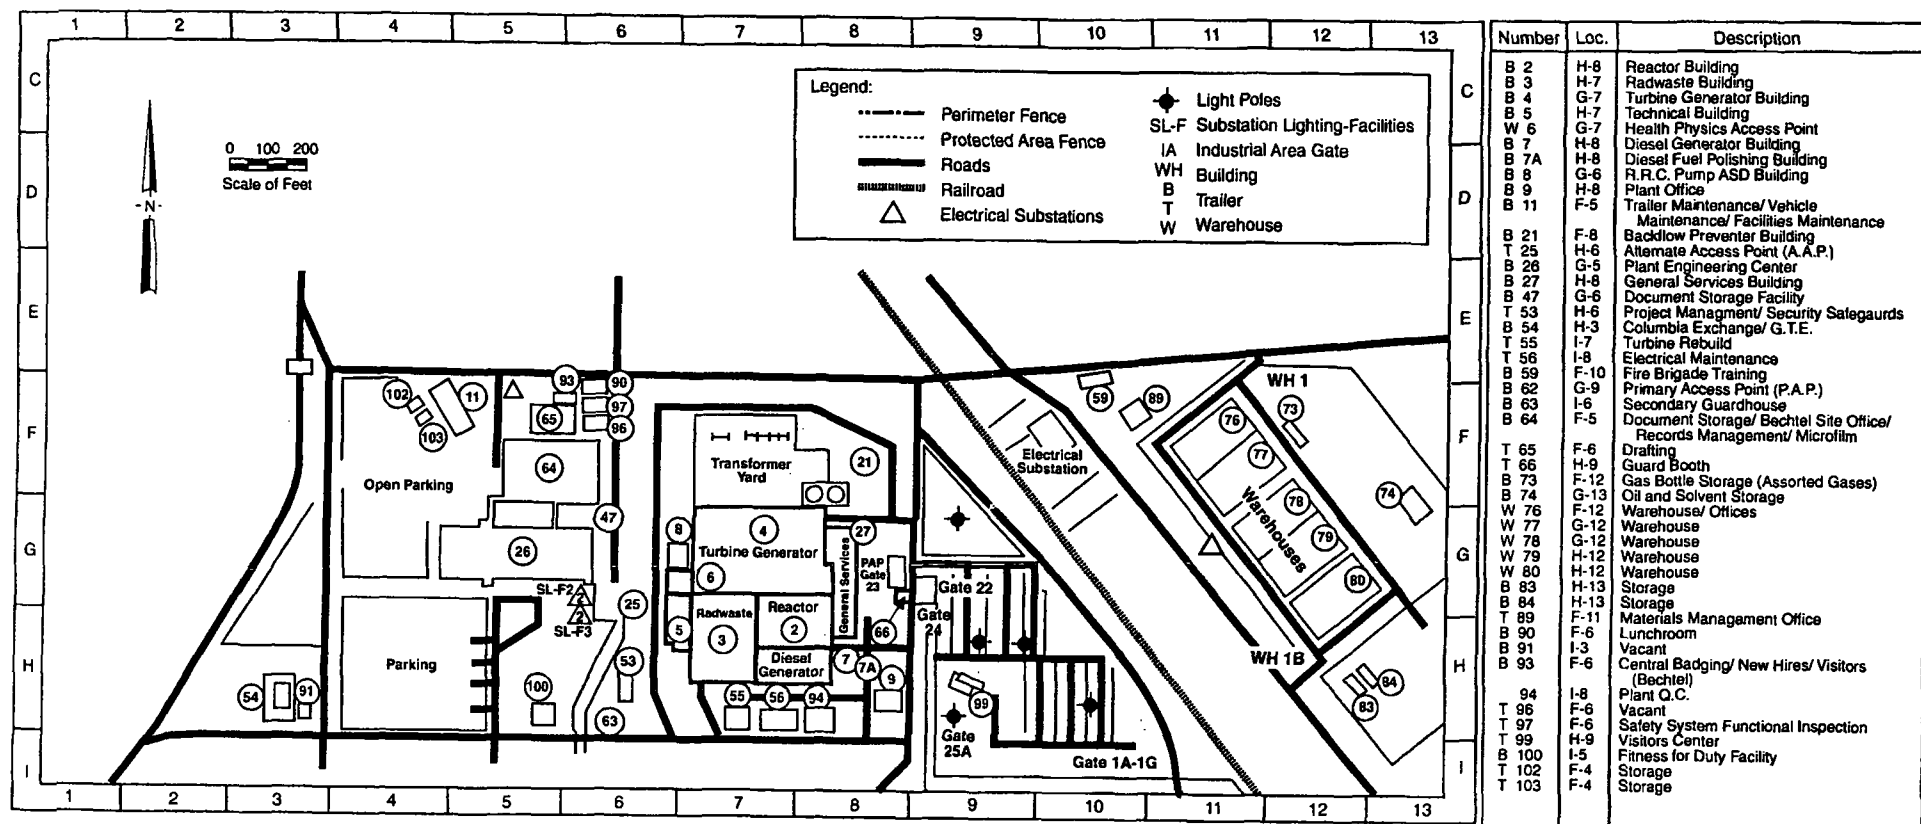 1 2 3 4 5 6 7 8 9 10 11 12 13
C
D
E
F
G
H
I
C
D
E
F
G
H
I
1 2 3 4 5 6 7 8 9 10 11 12 13
-N-
0 100 200
Scale of Feet
Legend:
Perimeter Fence
Protected Area Fence
Roads
Railroad
Electrical Substations
Light Poles
SL-F Substation Lighting-Facilities
IA Industrial Area Gate
WH Building
B Trailer
T
W Warehouse
93
90
97
96
65
102
11
103
64
Open Parking
47
26
SL-F2
2
2
SL-F3
25
Parking
53
100
63
54
91
Transformer
Yard
21
8
4
Turbine Generator
6
27
General Services
PAP
Gate
23
Radwaste
3
Reactor
2
5
66
Diesel
Generator
7
7A
9
55
56
94
Gate 22
Gate
24
99
Gate
25A
Gate 1A-1G
59
89
Electrical
Substation
WH 1
76
73
77
78
79
80
Warehouses
74
WH 1B
84
83
Number Loc. Description
B 2 H-8 Reactor Building
B 3 H-7 Radwaste Building
B 4 G-7 Turbine Generator Building
B 5 H-7 Technical Building
W 6 G-7 Health Physics Access Point
B 7 H-8 Diesel Generator Building
B 7A H-8 Diesel Fuel Polishing Building
B 8 G-6 R.R.C. Pump ASD Building
B 9 H-8 Plant Office
B 11 F-5 Trailer Maintenance/ Vehicle
Maintenance/ Facilities Maintenance
B 21 F-8 Backflow Preventer Building
T 25 H-6 Alternate Access Point (A.A.P.)
B 26 G-5 Plant Engineering Center
B 27 H-8 General Services Building
B 47 G-6 Document Storage Facility
T 53 H-6 Project Managment/ Security Safegaurds
B 54 H-3 Columbia Exchange/ G.T.E.
T 55 I-7 Turbine Rebuild
T 56 I-8 Electrical Maintenance
B 59 F-10 Fire Brigade Training
B 62 G-9 Primary Access Point (P.A.P.)
B 63 I-6 Secondary Guardhouse
B 64 F-5 Document Storage/ Bechtel Site Office/
Records Management/ Microfilm
T 65 F-6 Drafting
T 66 H-9 Guard Booth
B 73 F-12 Gas Bottle Storage (Assorted Gases)
B 74 G-13 Oil and Solvent Storage
W 76 F-12 Warehouse/ Offices
W 77 G-12 Warehouse
W 78 G-12 Warehouse
W 79 H-12 Warehouse
W 80 H-12 Warehouse
B 83 H-13 Storage
B 84 H-13 Storage
T 89 F-11 Materials Management Office
B 90 F-6 Lunchroom
B 91 I-3 Vacant
B 93 F-6 Central Badging/ New Hires/ Visitors
(Bechtel)
94 I-8 Plant Q.C.
T 96 F-6 Vacant
T 97 F-6 Safety System Functional Inspection
T 99 H-9 Visitors Center
B 100 I-5 Fitness for Duty Facility
T 102 F-4 Storage
T 103 F-4 Storage